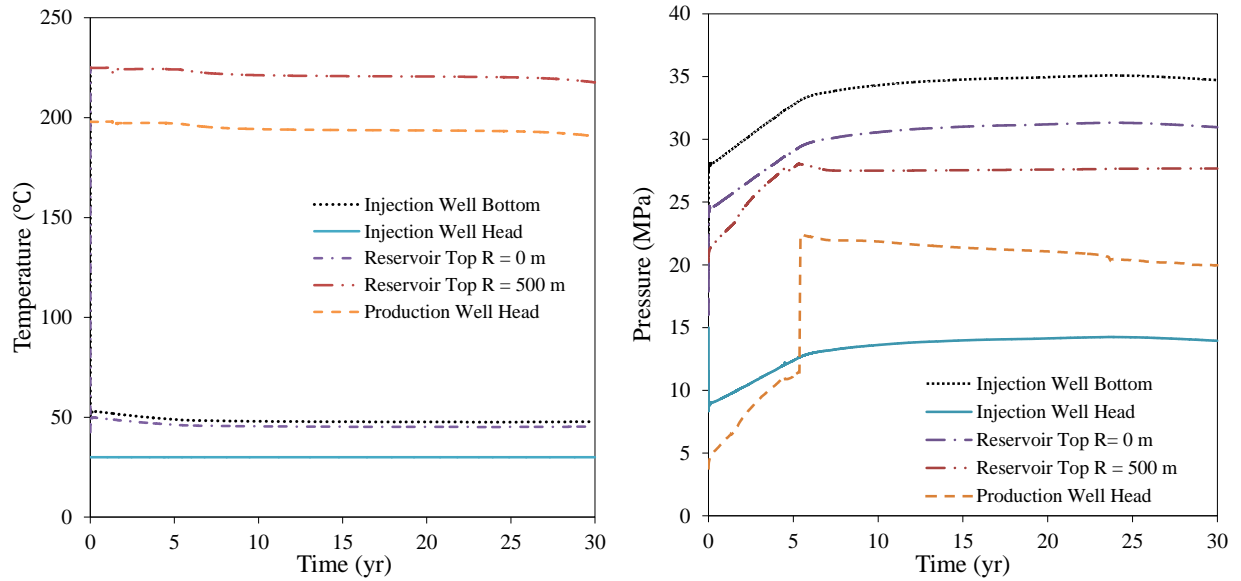 250
200
150
100
50
0
Temperature (℃)
Injection Well Bottom
Injection Well Head
Reservoir Top R = 0 m
Reservoir Top R = 500 m
Production Well Head
0 5 10 15 20 25 30
Time (yr)
40
35
30
25
20
15
10
5
0
Pressure (MPa)
Injection Well Bottom
Injection Well Head
Reservoir Top R= 0 m
Reservoir Top R = 500 m
Production Well Head
0 5 10 15 20 25 30
Time (yr)